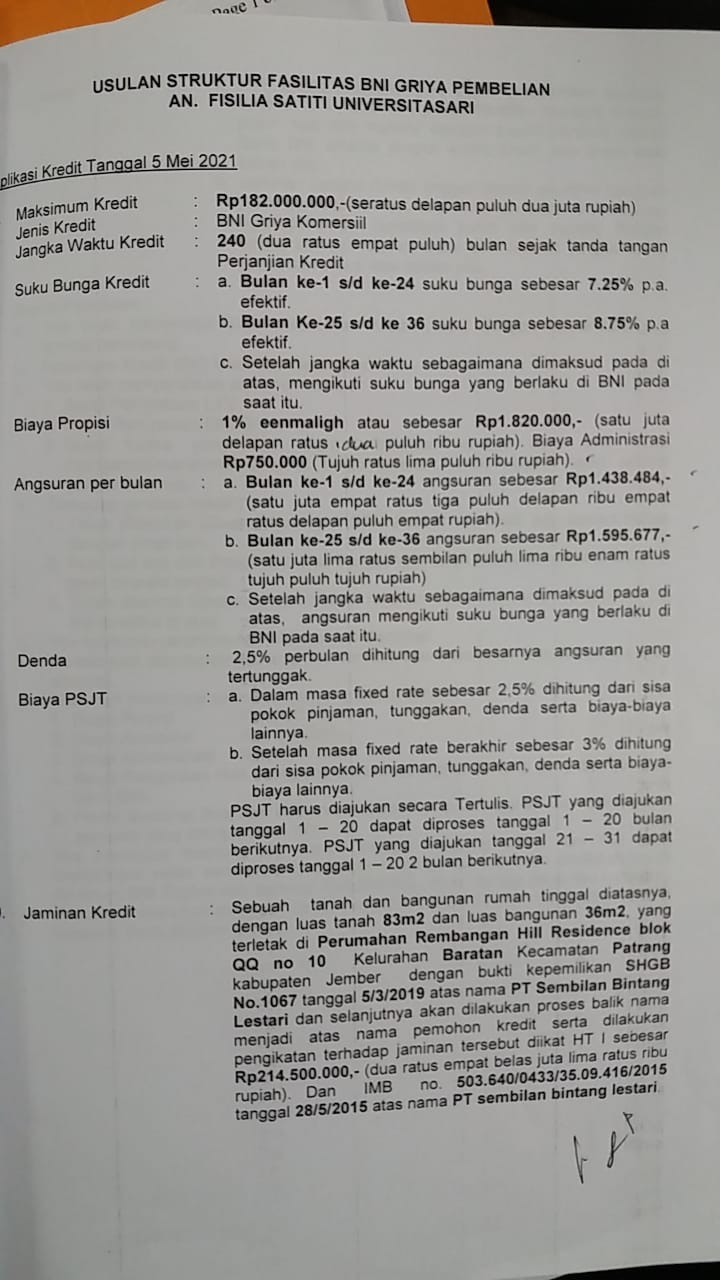 Page 1
USULAN STRUKTUR FASILITAS BNI GRIYA PEMBELIAN
AN. FISILIA SATITI UNIVERSITASARI
plikasi Kredit Tanggal 5 Mei 2021
Maksimum Kredit : Rp182.000.000,-(seratus delapan puluh dua juta rupiah)
Jenis Kredit : BNI Griya Komersiil
Jangka Waktu Kredit : 240 (dua ratus empat puluh) bulan sejak tanda tangan
Perjanjian Kredit
Suku Bunga Kredit : a. Bulan ke-1 s/d ke-24 suku bunga sebesar 7.25% p.a.
efektif.
b. Bulan Ke-25 s/d ke 36 suku bunga sebesar 8.75% p.a
efektif.
c. Setelah jangka waktu sebagaimana dimaksud pada di
atas, mengikuti suku bunga yang berlaku di BNI pada
saat itu.
Biaya Propisi : 1% eenmaligh atau sebesar Rp1.820.000,- (satu juta
delapan ratus dua puluh ribu rupiah). Biaya Administrasi
Rp750.000 (Tujuh ratus lima puluh ribu rupiah).
Angsuran per bulan : a. Bulan ke-1 s/d ke-24 angsuran sebesar Rp1.438.484,-
(satu juta empat ratus tiga puluh delapan ribu empat
ratus delapan puluh empat rupiah).
b. Bulan ke-25 s/d ke-36 angsuran sebesar Rp1.595.677,-
(satu juta lima ratus sembilan puluh lima ribu enam ratus
tujuh puluh tujuh rupiah)
c. Setelah jangka waktu sebagaimana dimaksud pada di
atas, angsuran mengikuti suku bunga yang berlaku di
BNI pada saat itu.
Denda : 2,5% perbulan dihitung dari besarnya angsuran yang
tertunggak.
Biaya PSJT : a. Dalam masa fixed rate sebesar 2,5% dihitung dari sisa
pokok pinjaman, tunggakan, denda serta biaya-biaya
lainnya.
b. Setelah masa fixed rate berakhir sebesar 3% dihitung
dari sisa pokok pinjaman, tunggakan, denda serta biaya-
biaya lainnya.
PSJT harus diajukan secara Tertulis. PSJT yang diajukan
tanggal 1 – 20 dapat diproses tanggal 1 – 20 bulan
berikutnya. PSJT yang diajukan tanggal 21 – 31 dapat
diproses tanggal 1 – 20 2 bulan berikutnya.
. Jaminan Kredit : Sebuah tanah dan bangunan rumah tinggal diatasnya,
dengan luas tanah 83m2 dan luas bangunan 36m2, yang
terletak di Perumahan Rembangan Hill Residence blok
QQ no 10 Kelurahan Baratan Kecamatan Patrang
kabupaten Jember dengan bukti kepemilikan SHGB
No.1067 tanggal 5/3/2019 atas nama PT Sembilan Bintang
Lestari dan selanjutnya akan dilakukan proses balik nama
menjadi atas nama pemohon kredit serta dilakukan
pengikatan terhadap jaminan tersebut diikat HT I sebesar
Rp214.500.000,- (dua ratus empat belas juta lima ratus ribu
rupiah). Dan IMB no. 503.640/0433/35.09.416/2015
tanggal 28/5/2015 atas nama PT sembilan bintang lestari.